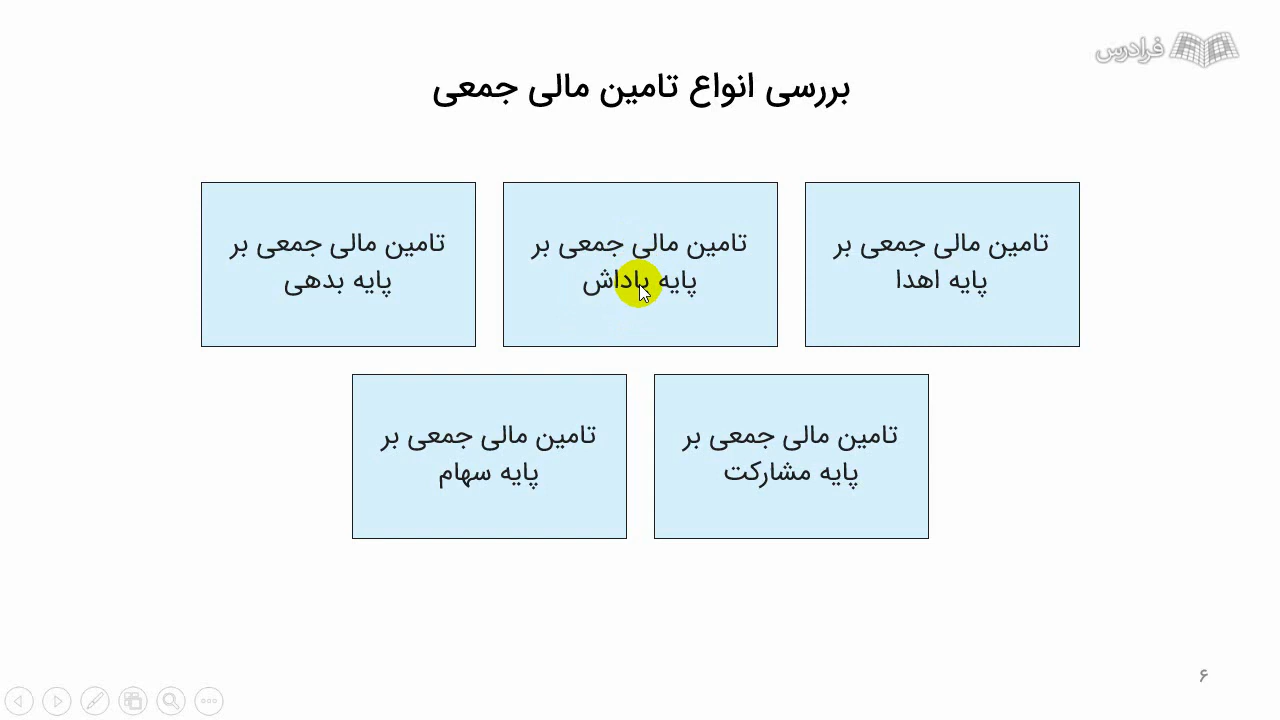 فرادرس
بررسی انواع تامین مالی جمعی
تامین مالی جمعی بر
پایه اهدا
تامین مالی جمعی بر
پایه پاداش
تامین مالی جمعی بر
پایه بدهی
تامین مالی جمعی بر
پایه مشارکت
تامین مالی جمعی بر
پایه سهام
۶